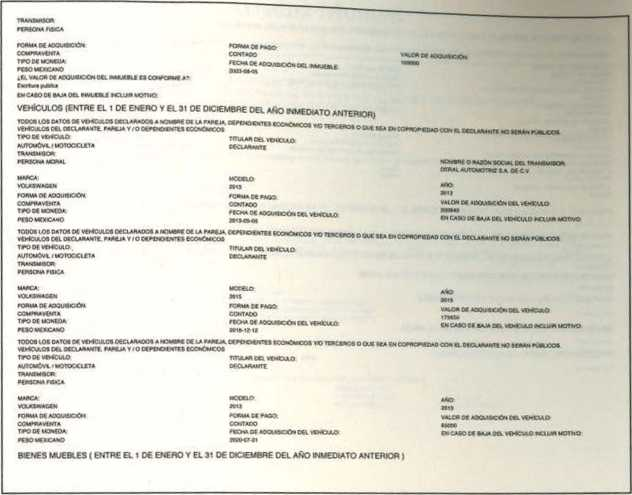 TRANSMISOR:
PERSONA FISICA
FORMA DE ADQUISICIÓN:
COMPRAVENTA
FORMA DE PAGO:
CONTADO
VALOR DE ADQUISICIÓN:
TIPO DE MONEDA:
PESO MEXICANO
FECHA DE ADQUISICIÓN DEL INMUEBLE:
¿EL VALOR DE ADQUISICIÓN DEL INMUEBLE ES CONFORME A?:
Escritura publica
EN CASO DE BAJA DEL INMUEBLE INCLUIR MOTIVO:
VEHÍCULOS (ENTRE EL 1 DE ENERO Y EL 31 DE DICIEMBRE DEL AÑO INMEDIATO ANTERIOR)
TODOS LOS DATOS DE VEHÍCULOS DECLARADOS A NOMBRE DE LA PAREJA, DEPENDIENTES ECONÓMICOS Y/O TERCEROS O QUE SEA EN COPROPIEDAD CON EL DECLARANTE NO SERÁN PÚBLICOS.
VEHÍCULOS DEL DECLARANTE, PAREJA Y / O DEPENDIENTES ECONÓMICOS
TIPO DE VEHÍCULO:
AUTOMÓVIL / MOTOCICLETA
TITULAR DEL VEHÍCULO:
DECLARANTE
TRANSMISOR:
PERSONA MORAL
NOMBRE O RAZÓN SOCIAL DEL TRANSMISOR:
AUTOMOTRIZ S.A. DE C.V.
MARCA:
VOLKSWAGEN
MODELO:
2013
AÑO:
2013
FORMA DE ADQUISICIÓN:
COMPRAVENTA
FORMA DE PAGO:
CONTADO
VALOR DE ADQUISICIÓN DEL VEHÍCULO:
TIPO DE MONEDA:
PESO MEXICANO
FECHA DE ADQUISICIÓN DEL VEHÍCULO:
EN CASO DE BAJA DEL VEHÍCULO INCLUIR MOTIVO:
TODOS LOS DATOS DE VEHÍCULOS DECLARADOS A NOMBRE DE LA PAREJA, DEPENDIENTES ECONÓMICOS Y/O TERCEROS O QUE SEA EN COPROPIEDAD CON EL DECLARANTE NO SERÁN PÚBLICOS.
VEHÍCULOS DEL DECLARANTE, PAREJA Y / O DEPENDIENTES ECONÓMICOS
TIPO DE VEHÍCULO:
AUTOMÓVIL / MOTOCICLETA
TITULAR DEL VEHÍCULO:
DECLARANTE
TRANSMISOR:
PERSONA FISICA
MARCA:
VOLKSWAGEN
MODELO:
2015
AÑO:
2015
FORMA DE ADQUISICIÓN:
COMPRAVENTA
FORMA DE PAGO:
CONTADO
VALOR DE ADQUISICIÓN DEL VEHÍCULO:
TIPO DE MONEDA:
PESO MEXICANO
FECHA DE ADQUISICIÓN DEL VEHÍCULO:
EN CASO DE BAJA DEL VEHÍCULO INCLUIR MOTIVO:
TODOS LOS DATOS DE VEHÍCULOS DECLARADOS A NOMBRE DE LA PAREJA, DEPENDIENTES ECONÓMICOS Y/O TERCEROS O QUE SEA EN COPROPIEDAD CON EL DECLARANTE NO SERÁN PÚBLICOS.
VEHÍCULOS DEL DECLARANTE, PAREJA Y / O DEPENDIENTES ECONÓMICOS
TIPO DE VEHÍCULO:
AUTOMÓVIL / MOTOCICLETA
TITULAR DEL VEHÍCULO:
DECLARANTE
TRANSMISOR:
PERSONA FISICA
MARCA:
VOLKSWAGEN
MODELO:
2013
AÑO:
2013
FORMA DE ADQUISICIÓN:
COMPRAVENTA
FORMA DE PAGO:
CONTADO
VALOR DE ADQUISICIÓN DEL VEHÍCULO:
TIPO DE MONEDA:
PESO MEXICANO
FECHA DE ADQUISICIÓN DEL VEHÍCULO:
2020-07-21
EN CASO DE BAJA DEL VEHÍCULO INCLUIR MOTIVO:
BIENES MUEBLES ( ENTRE EL 1 DE ENERO Y EL 31 DE DICIEMBRE DEL AÑO INMEDIATO ANTERIOR )